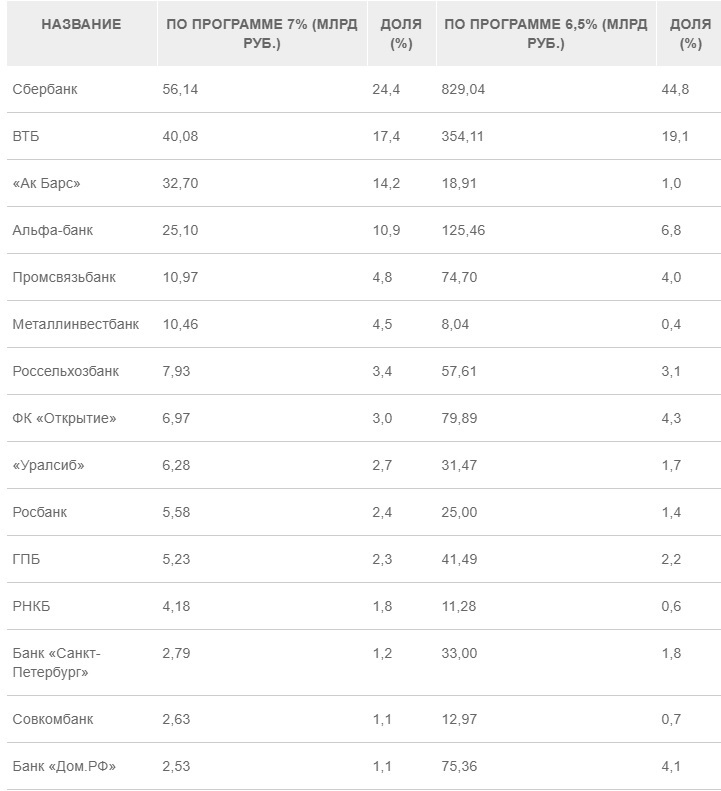 НАЗВАНИЕ ПО ПРОГРАММЕ 7% (МЛРД РУБ.) ДОЛЯ (%) ПО ПРОГРАММЕ 6,5% (МЛРД РУБ.) ДОЛЯ (%)
Сбербанк 56,14 24,4 829,04 44,8
ВТБ 40,08 17,4 354,11 19,1
«Ак Барс» 32,70 14,2 18,91 1,0
Альфа-банк 25,10 10,9 125,46 6,8
Промсвязьбанк 10,97 4,8 74,70 4,0
Металлинвестбанк 10,46 4,5 8,04 0,4
Россельхозбанк 7,93 3,4 57,61 3,1
ФК «Открытие» 6,97 3,0 79,89 4,3
«Уралсиб» 6,28 2,7 31,47 1,7
Росбанк 5,58 2,4 25,00 1,4
ГПБ 5,23 2,3 41,49 2,2
РНКБ 4,18 1,8 11,28 0,6
Банк «Санкт-
Петербург» 2,79 1,2 33,00 1,8
Совкомбанк 2,63 1,1 12,97 0,7
Банк «Дом.РФ» 2,53 1,1 75,36 4,1